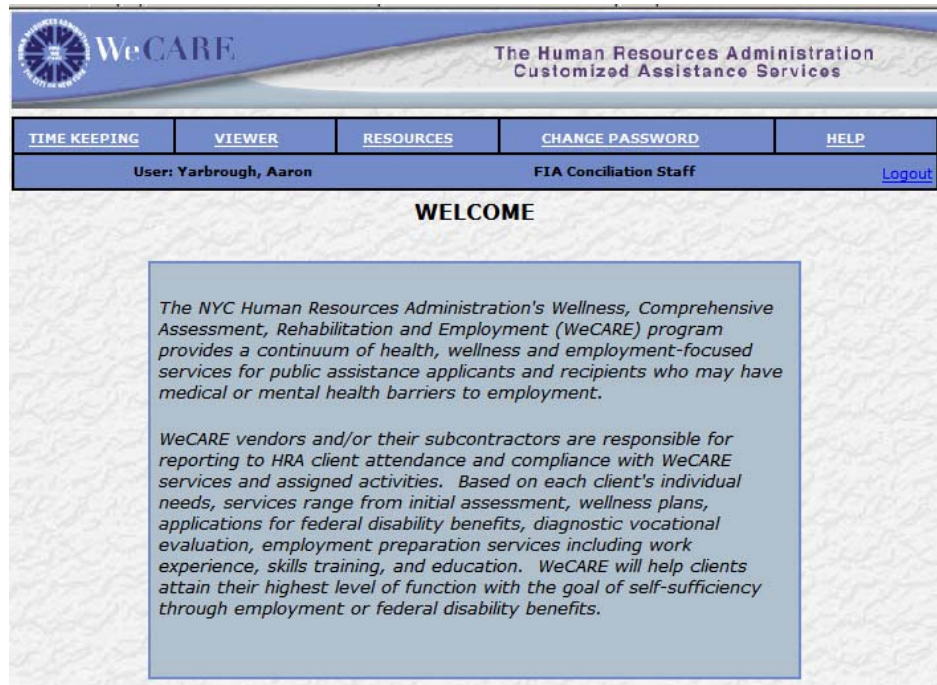 WeCARE
The Human Resources Administration
Customized Assistance Services
TIME KEEPING VIEWER RESOURCES CHANGE PASSWORD HELP
User: Yarbrough, Aaron FIA Conciliation Staff Logout
WELCOME
The NYC Human Resources Administration's Wellness, Comprehensive
Assessment, Rehabilitation and Employment (WeCARE) program
provides a continuum of health, wellness and employment-focused
services for public assistance applicants and recipients who may have
medical or mental health barriers to employment.
WeCARE vendors and/or their subcontractors are responsible for
reporting to HRA client attendance and compliance with WeCARE
services and assigned activities.  Based on each client's individual
needs, services range from initial assessment, wellness plans,
applications for federal disability benefits, diagnostic vocational
evaluation, employment preparation services including work
experience, skills training, and education.  WeCARE will help clients
attain their highest level of function with the goal of self-sufficiency
through employment or federal disability benefits.